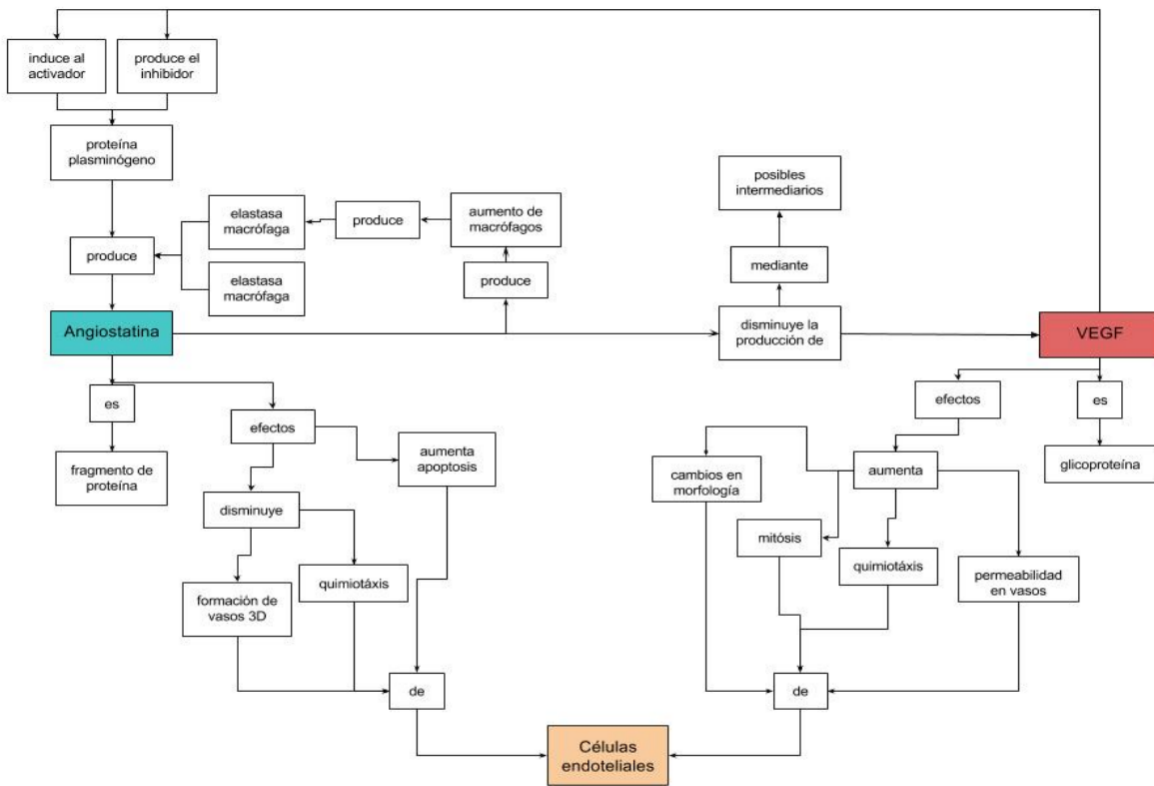 induce al
activador
produce el
inhibidor
proteína
plasminógeno
posibles
intermediarios
elastasa
macrófaga
produce
aumento de
macrófagos
produce
mediante
elastasa
macrófaga
produce
Angiostatina
disminuye la
producción de
VEGF
es
efectos
efectos
es
fragmento de
proteína
aumenta
apoptosis
cambios en
morfología
aumenta
glicoproteína
disminuye
mitósis
quimiotáxis
quimiotáxis
permeabilidad
en vasos
formación de
vasos 3D
de
de
Células
endoteliales